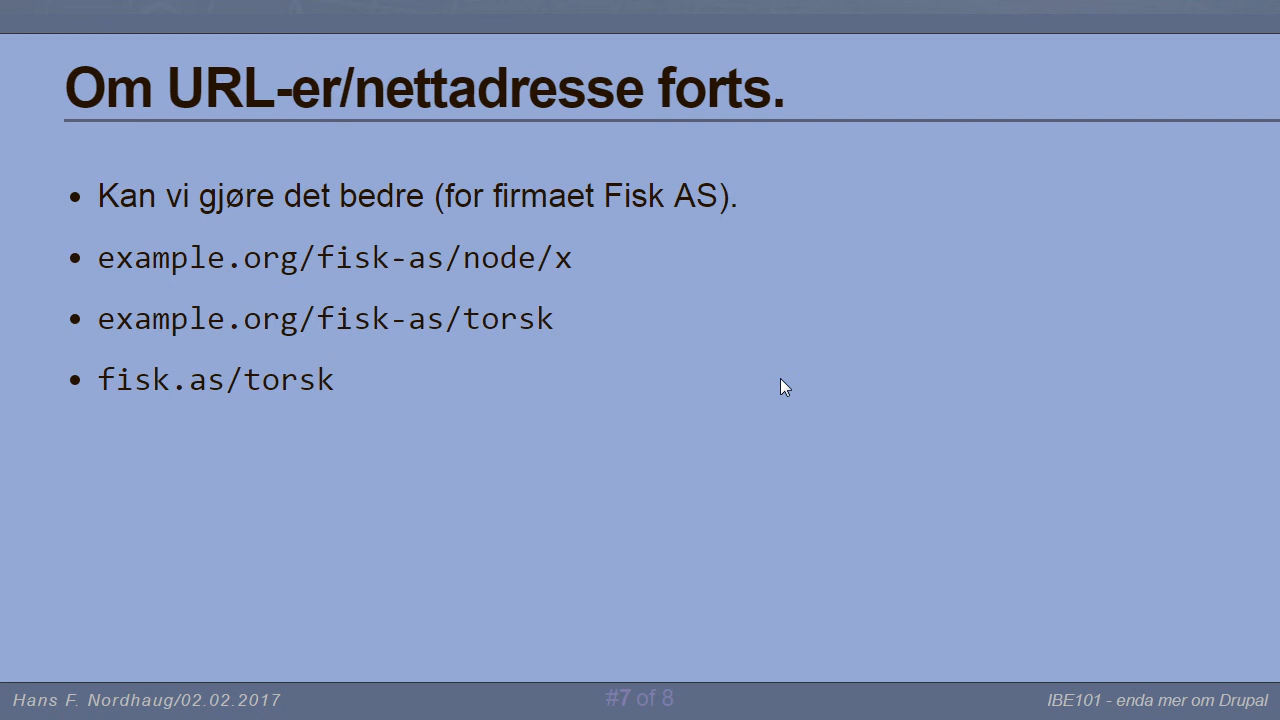 Om URL-er/nettadresse forts.
Kan vi gjøre det bedre (for firmaet Fisk AS).
example.org/fisk-as/node/x
example.org/fisk-as/torsk
fisk.as/torsk
Hans F. Nordhaug/02.02.2017
#7 of 8
IBE101 - enda mer om Drupal